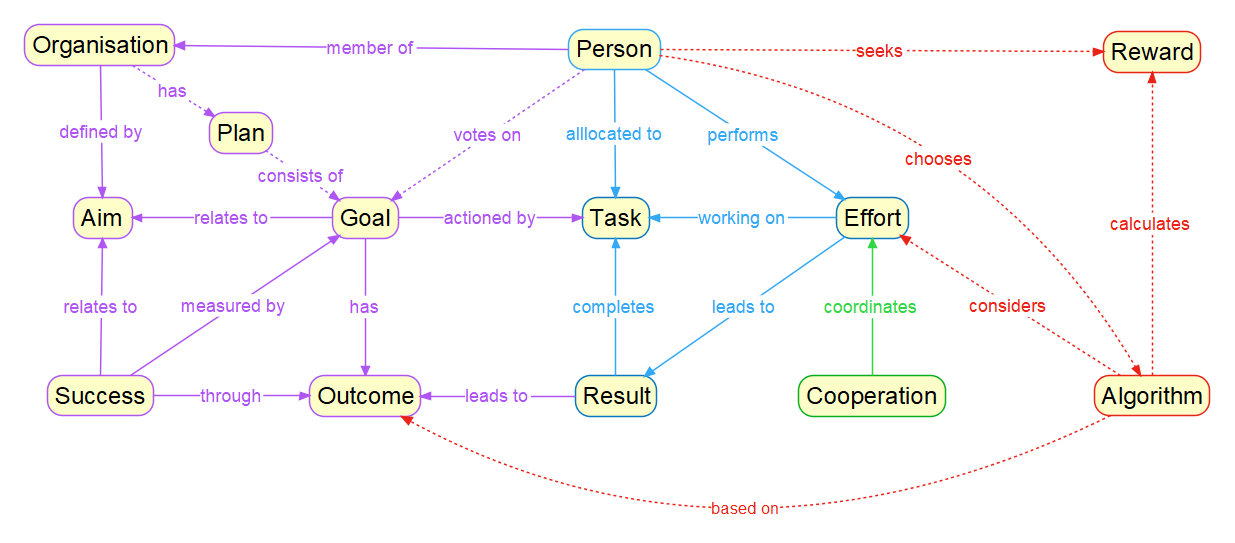 Organisation
member of
Person
seeks
Reward
has
defined by
Plan
votes on
alllocated to
performs
chooses
consists of
Aim
relates to
Goal
actioned by
Task
working on
Effort
calculates
relates to
measured by
has
completes
leads to
coordinates
considers
Success
through
Outcome
leads to
Result
Cooperation
Algorithm
based on